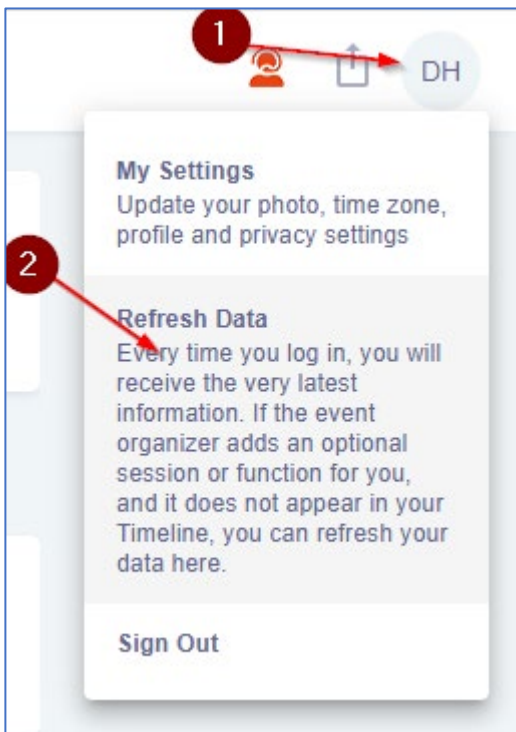 1
DH
My Settings
Update your photo, time zone,
profile and privacy settings
2
Refresh Data
Every time you log in, you will
receive the very latest
information. If the event
organizer adds an optional
session or function for you,
and it does not appear in your
Timeline, you can refresh your
data here.
Sign Out